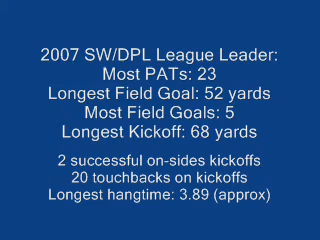 2007 SW/DPL League Leader:
Most PATs: 23
Longest Field Goal: 52 yards
Most Field Goals: 5
Longest Kickoff: 68 yards
2 successful on-sides kickoffs
20 touchbacks on kickoffs
Longest hangtime: 3.89 (approx)